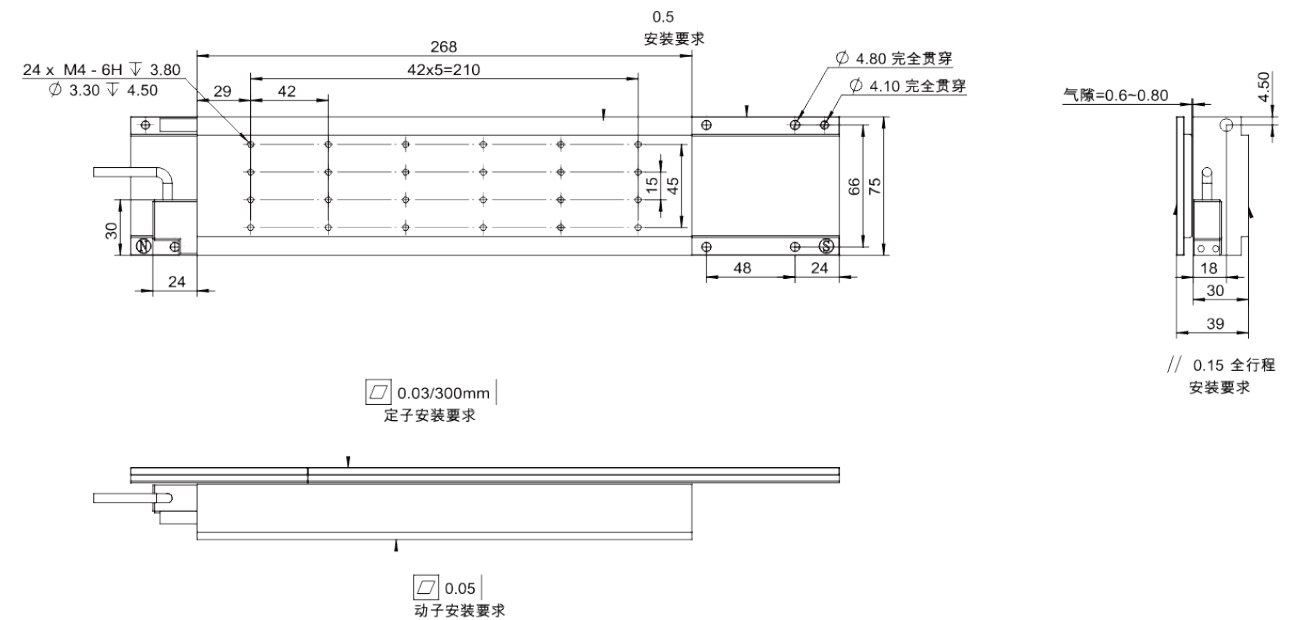 0.5
安装要求
268
24 x M4 - 6H ↧ 3.80
∅ 3.30 ↧ 4.50
42x5=210
∅ 4.80 完全贯穿
∅ 4.10 完全贯穿
29
42
气隙=0.6~0.80
4.50
15
45
66
75
30
N
S
24
48
24
18
30
39
// 0.15 全行程
安装要求
⏥ 0.03/300mm
定子安装要求
⏥ 0.05
动子安装要求